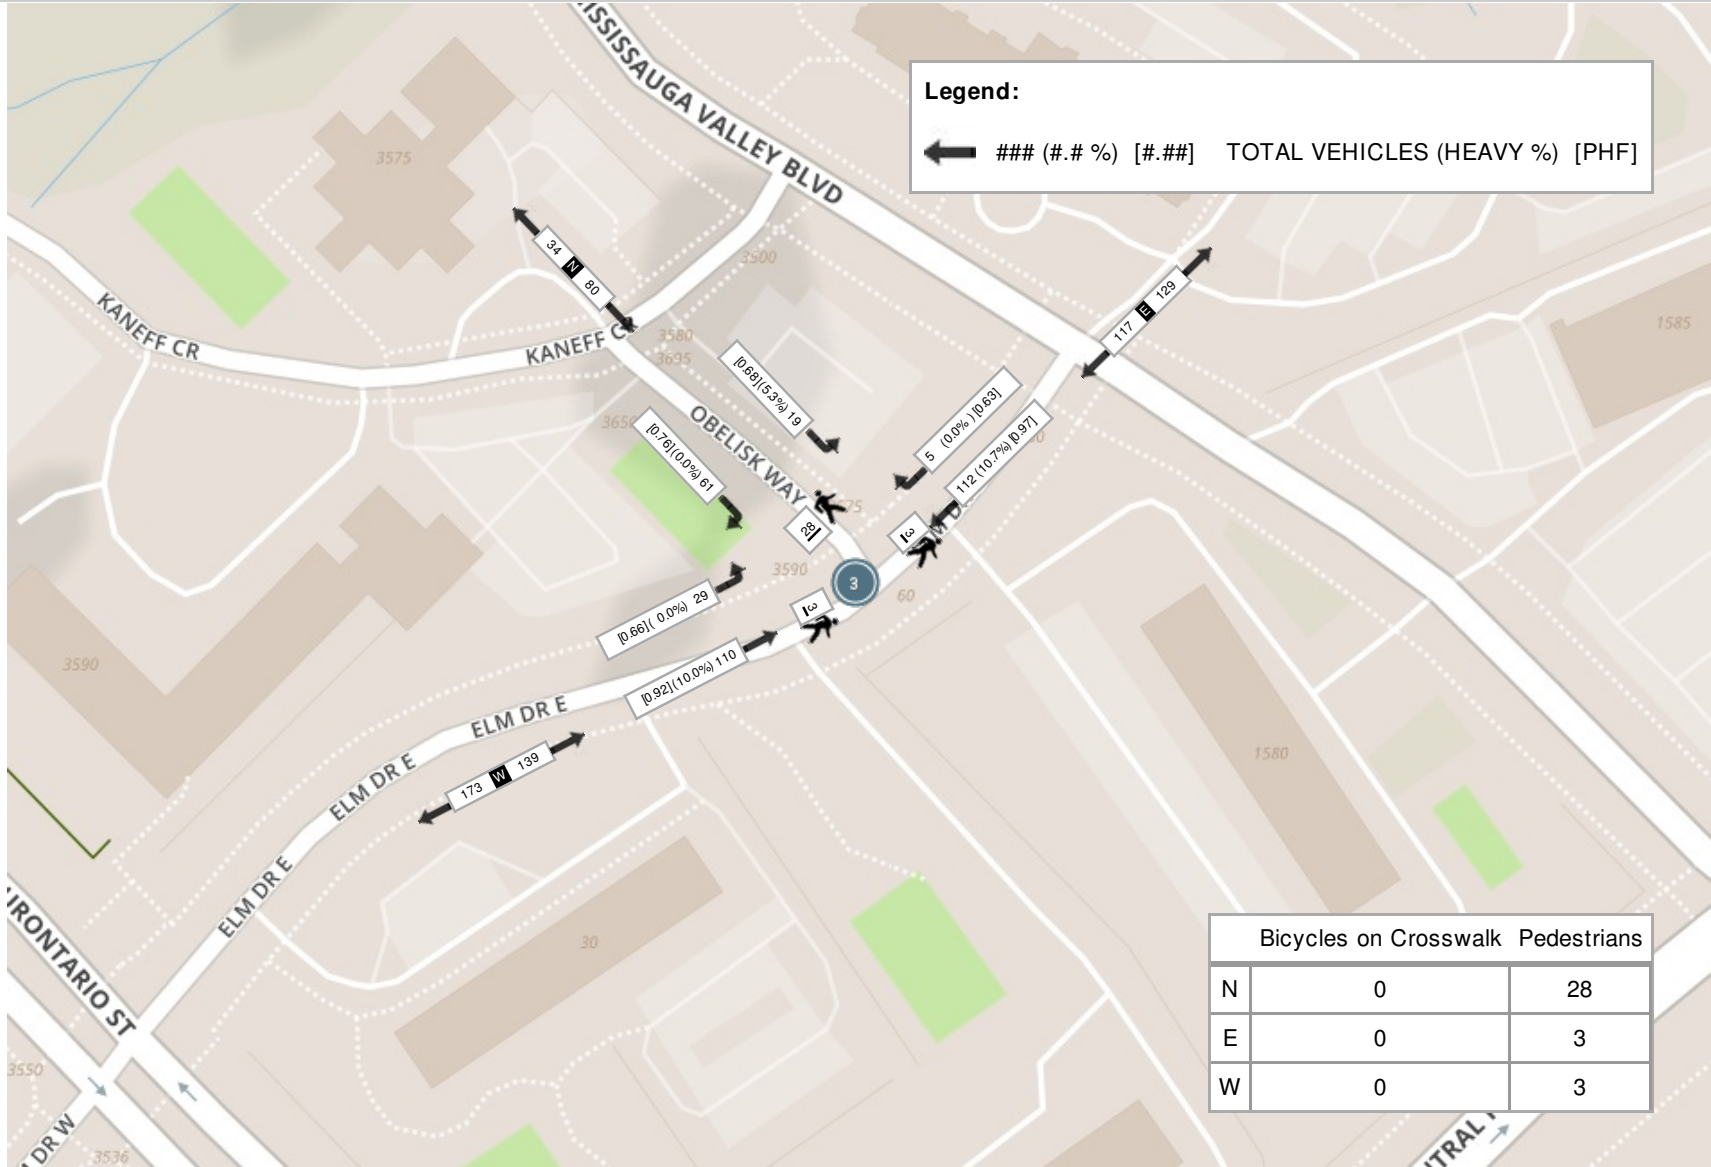 MISSISSAUGA VALLEY BLVD
Legend:
### (#.# %) [#.##] TOTAL VEHICLES (HEAVY %) [PHF]
3575
34 N 80
3500
117 E 129
1585
KANEFF CR
KANEFF CR
3580
3695
[0.68] (5.3%) 19
5 (0.0% ) [0.63]
112 (10.7%) [0.97]
[0.76] (0.0%) 61
OBELISK WAY
28
3
3590
3
60
3
[0.66] ( 0.0%) 29
[0.92] (10.0%) 110
3590
ELM DR E
ELM DR E
173 W 139
1580
ELM DR E
30
Bicycles on Crosswalk Pedestrians
N 0 28
E 0 3
W 0 3
3550
3536